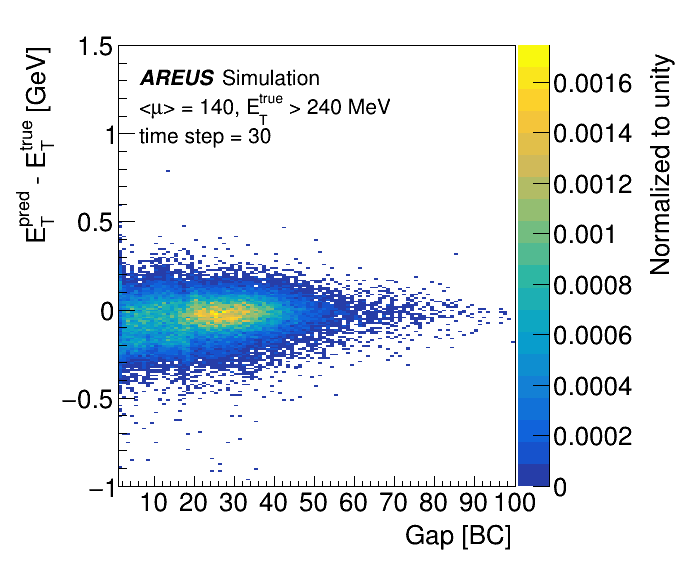 AREUS Simulation
<μ> = 140, E_T^true > 240 MeV
time step = 30
E_T^pred - E_T^true [GeV]
1.5
1
0.5
0
−0.5
−1
10 20 30 40 50 60 70 80 90 100
Gap [BC]
0.0016
0.0014
0.0012
0.001
0.0008
0.0006
0.0004
0.0002
0
Normalized to unity